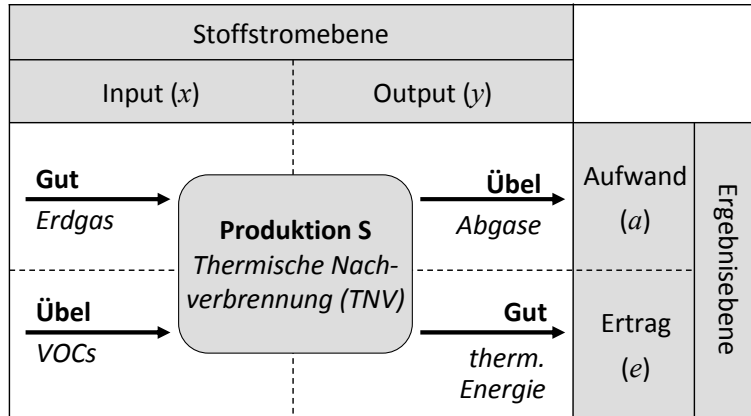 Stoffstromebene
Input (x)
Output (y)
Gut
Erdgas
Übel
VOCs
Produktion S
Thermische Nach-
verbrennung (TNV)
Übel
Abgase
Gut
therm.
Energie
Aufwand
(a)
Ertrag
(e)
Ergebnisebene